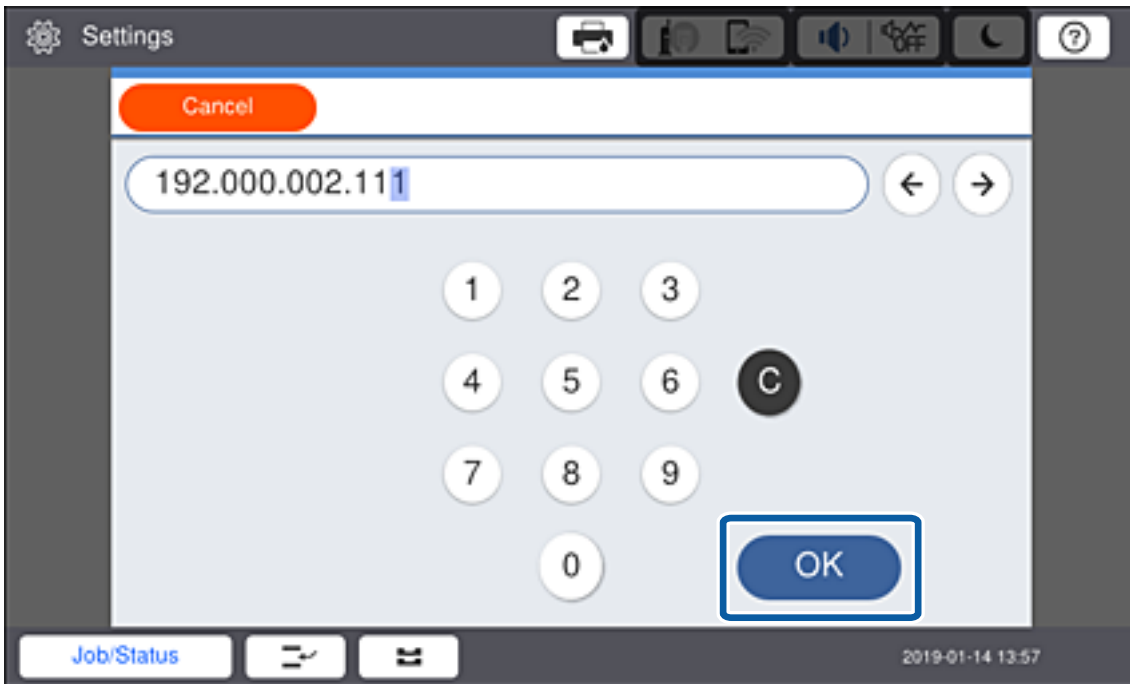 Settings
OFF
?
Cancel
192.000.002.111
← →
1 2 3
4 5 6 C
7 8 9
0 OK
Job/Status
2019-01-14 13:57